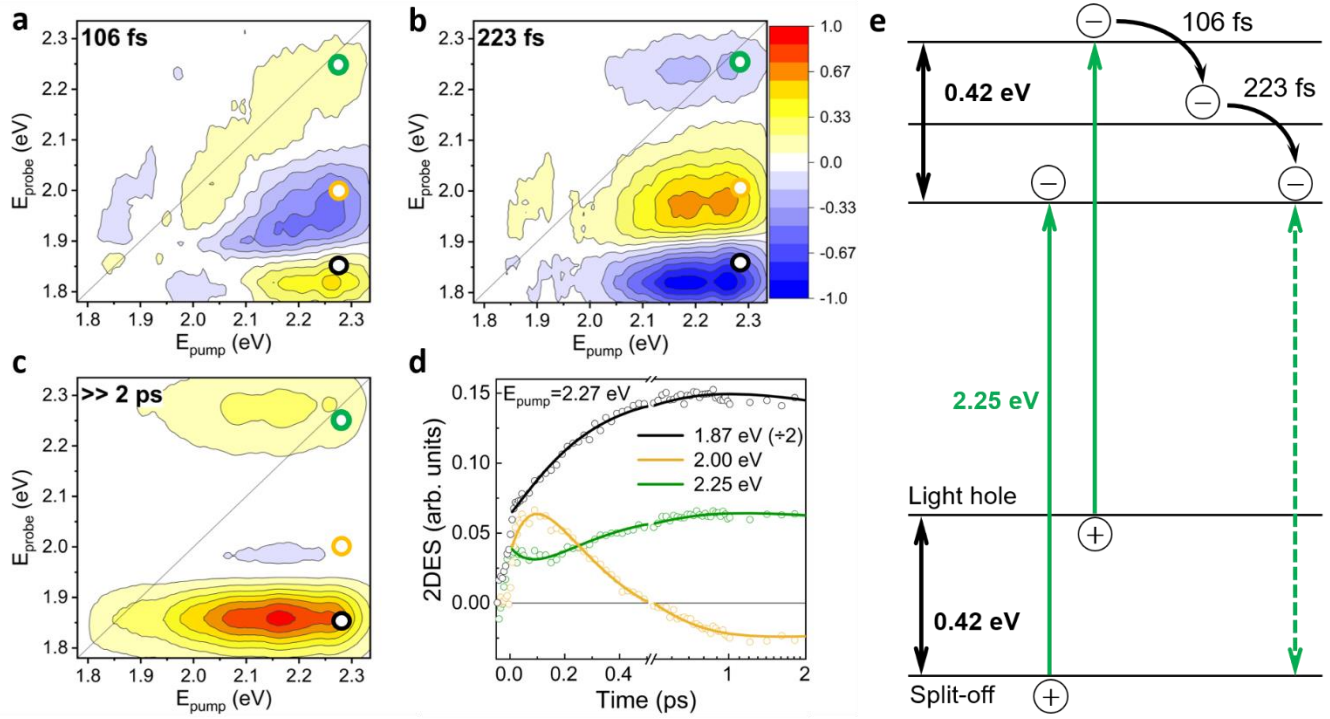 a
106 fs
2.3
2.2
2.1
2.0
1.9
1.8
E_probe (eV)
1.8 1.9 2.0 2.1 2.2 2.3
E_pump (eV)
b
223 fs
2.3
2.2
2.1
2.0
1.9
1.8
E_probe (eV)
1.8 1.9 2.0 2.1 2.2 2.3
E_pump (eV)
1.0
0.67
0.33
0.0
-0.33
-0.67
-1.0
c
>> 2 ps
2.3
2.2
2.1
2.0
1.9
1.8
E_probe (eV)
1.8 1.9 2.0 2.1 2.2 2.3
E_pump (eV)
d
E_pump=2.27 eV
1.87 eV (÷2)
2.00 eV
2.25 eV
0.15
0.10
0.05
0.00
2DES (arb. units)
0.0 0.2 0.4 1 2
Time (ps)
e
106 fs
223 fs
0.42 eV
2.25 eV
Light hole
0.42 eV
Split-off